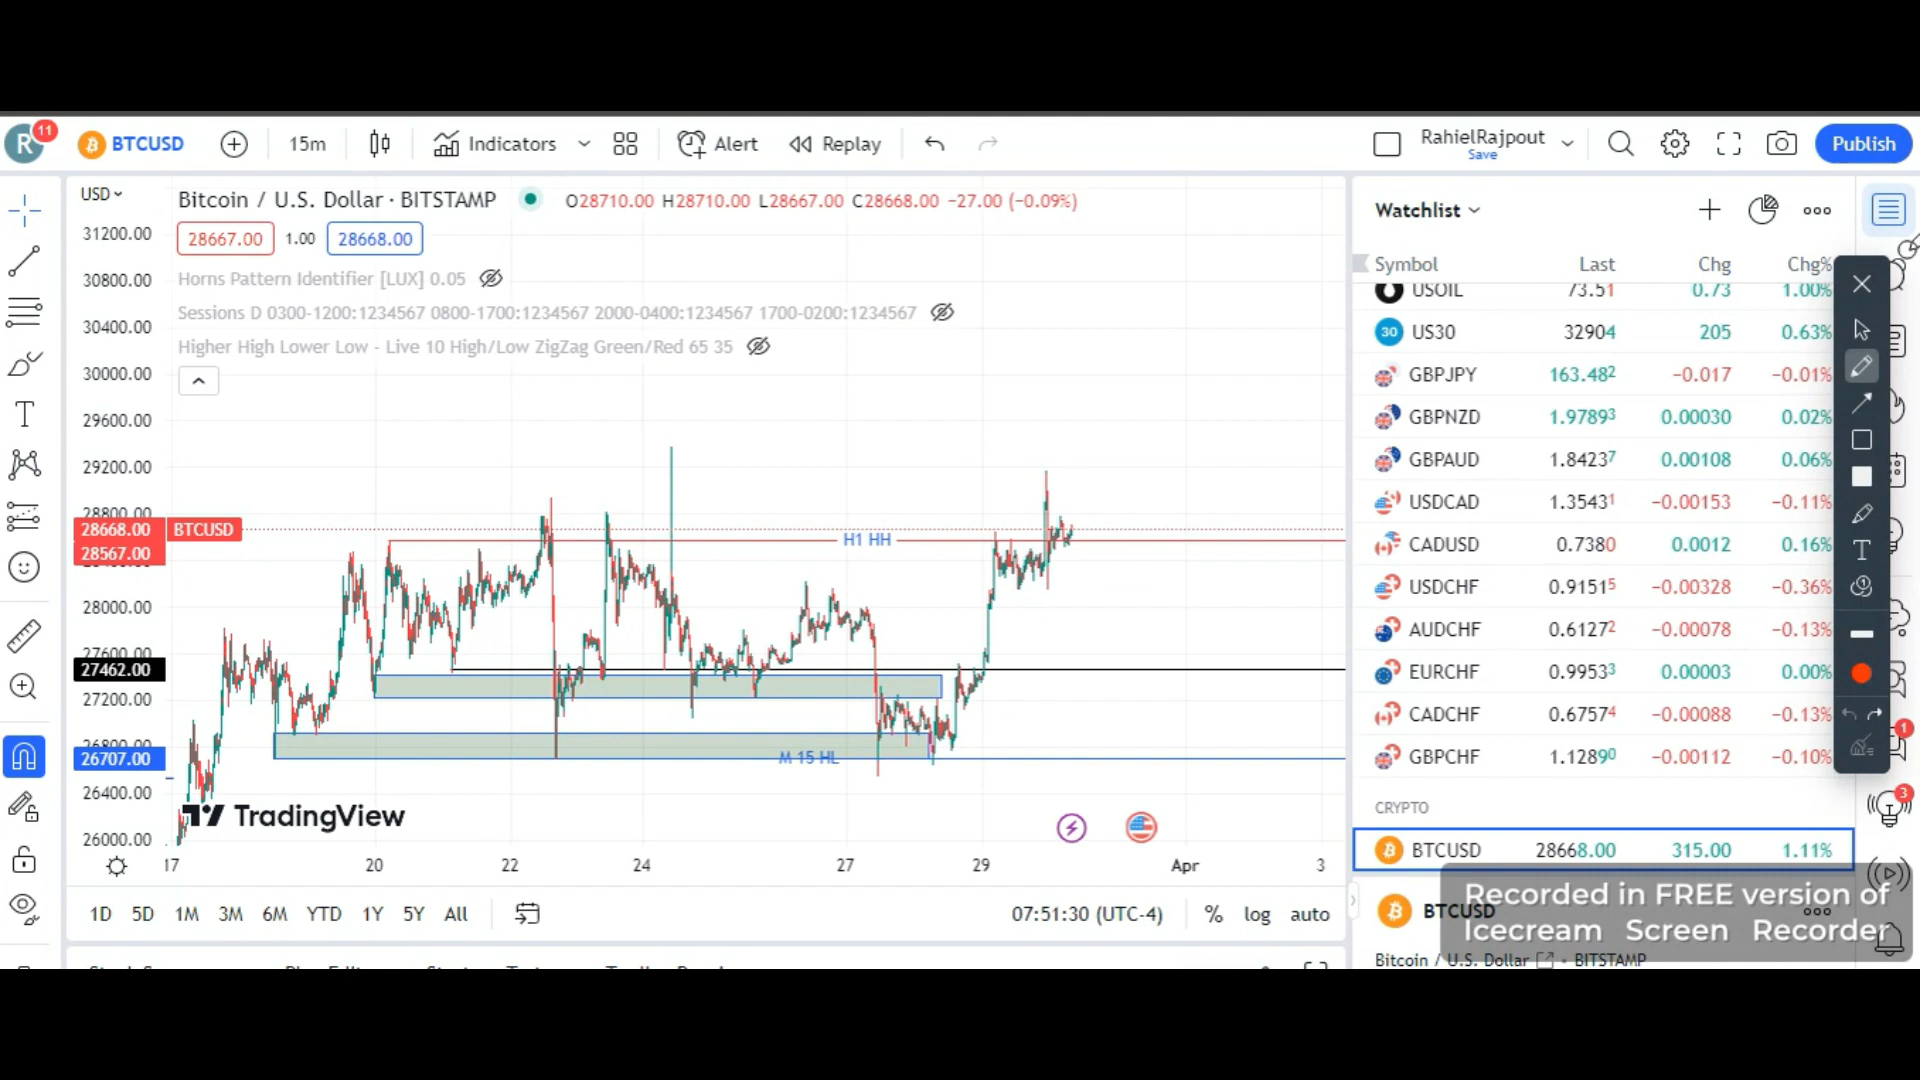 R 11 BTCUSD 15m Indicators Alert Replay RahielRajpout Save Publish
USD
Bitcoin / U.S. Dollar · BITSTAMP O28710.00 H28710.00 L28667.00 C28668.00 −27.00 (−0.09%)
28667.00 1.00 28668.00
Horns Pattern Identifier [LUX] 0.05
Sessions D 0300-1200:1234567 0800-1700:1234567 2000-0400:1234567 1700-0200:1234567
Higher High Lower Low - Live 10 High/Low ZigZag Green/Red 65 35
31200.00
30800.00
30400.00
30000.00
29600.00
29200.00
28800.00
28668.00 BTCUSD
28567.00
H1 HH
28000.00
27600.00
27462.00
27200.00
26800.00
26707.00
M 15 HL
26400.00
26000.00
TradingView
17 20 22 24 27 29 Apr 3
1D 5D 1M 3M 6M YTD 1Y 5Y All 07:51:30 (UTC-4) % log auto
Watchlist
Symbol Last Chg Chg%
USOIL 73.51 0.73 1.00%
30 US30 32904 205 0.63%
GBPJPY 163.482 −0.017 −0.01%
GBPNZD 1.97893 0.00030 0.02%
GBPAUD 1.84237 0.00108 0.06%
USDCAD 1.35431 −0.00153 −0.11%
CADUSD 0.7380 0.0012 0.16%
USDCHF 0.91515 −0.00328 −0.36%
AUDCHF 0.61272 −0.00078 −0.13%
EURCHF 0.99533 0.00003 0.00%
CADCHF 0.67574 −0.00088 −0.13%
GBPCHF 1.12890 −0.00112 −0.10%
CRYPTO
BTCUSD 28668.00 315.00 1.11%
BTCUSD
Bitcoin / U.S. Dollar · BITSTAMP
Recorded in FREE version of
Icecream Screen Recorder
1
3